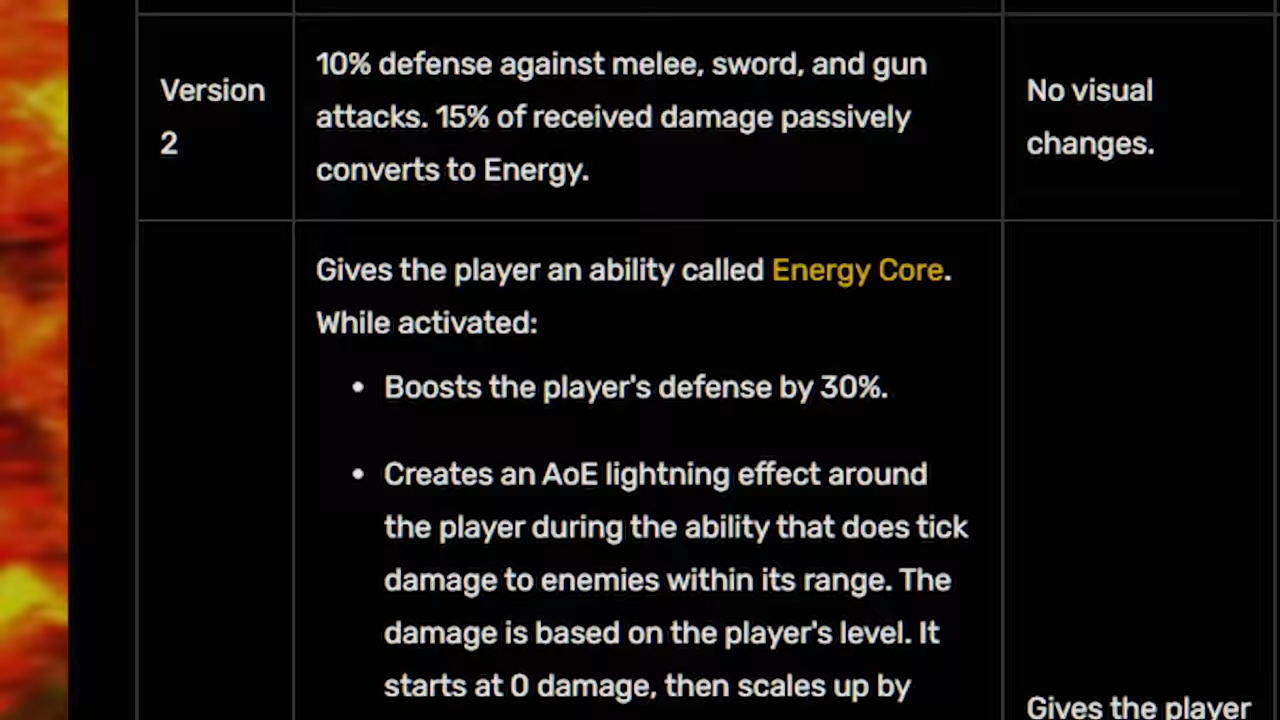 Version
2
10% defense against melee, sword, and gun
attacks. 15% of received damage passively
converts to Energy.
No visual
changes.
Gives the player an ability called Energy Core.
While activated:
• Boosts the player's defense by 30%.
• Creates an AoE lightning effect around
the player during the ability that does tick
damage to enemies within its range. The
damage is based on the player's level. It
starts at 0 damage, then scales up by
Gives the player